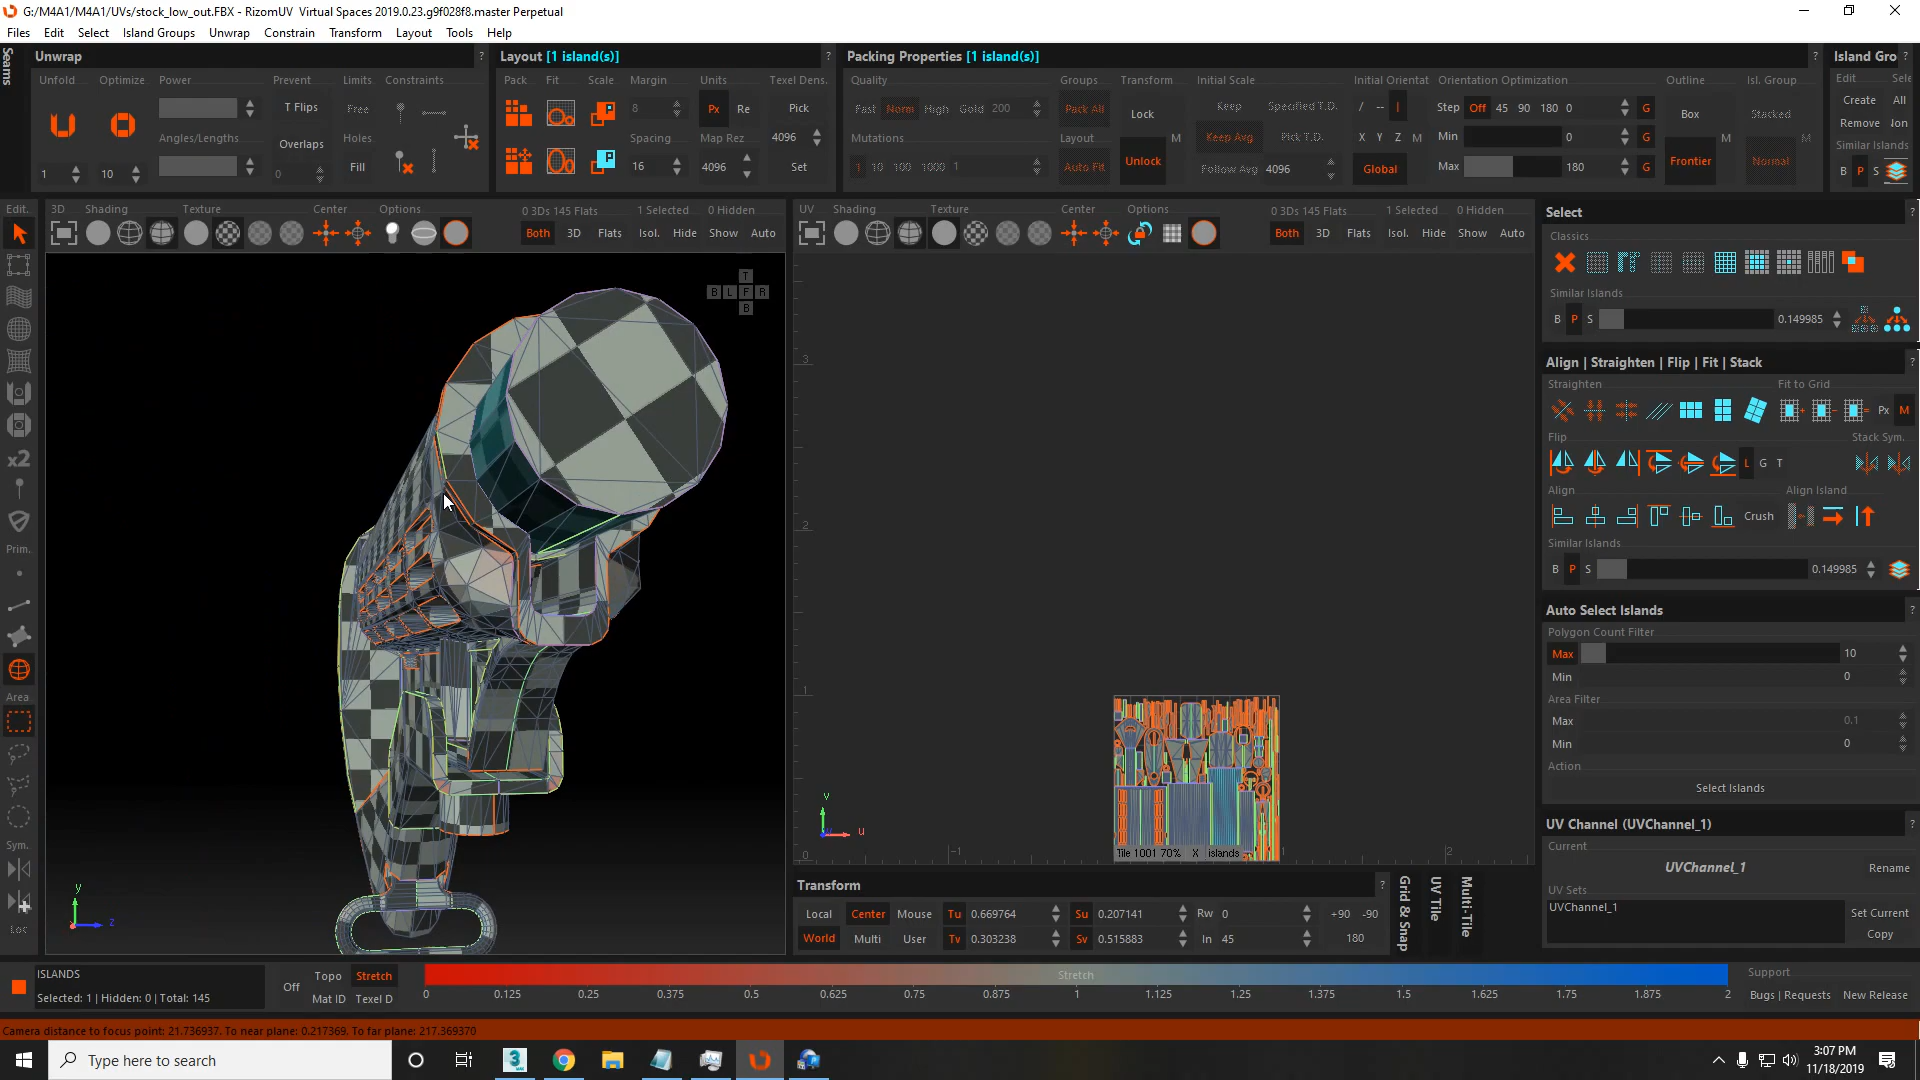 G:/M4A1/M4A1/UVs/stock_low_out.FBX - RizomUV  Virtual Spaces 2019.0.23.g9f028f8.master Perpetual
Files Edit Select Island Groups Unwrap Constrain Transform Layout Tools Help
Seams
Unwrap ?
Unfold Optimize Power Prevent Limits Constraints
T Flips Free
Angles/Lengths Overlaps Holes
1 10 0 Fill
Layout [1 island(s)] ?
Pack Fit Scale Margin Units Texel Dens.
8 Px Re Pick
Spacing Map Rez 4096
16 4096 Set
Packing Properties [1 island(s)] ?
Quality Groups Transform Initial Scale Initial Orientat Orientation Optimization Outline Isl. Group
Fast Norm High Gold 200 Pack All Lock Keep Specified T.D. / -- | Step Off 45 90 180 0 G Box Stacked
Mutations Layout M Keep Avg Pick T.D. X Y Z M Min 0 G M M
1 10 100 1000 1 Auto Fit Unlock Follow Avg 4096 Global Max 180 G Frontier Normal
Island Gro ?
Edit Sele
Create All
Remove Non
Similar Islands
B P S
Edit. 3D Shading Texture Center Options 0 3Ds 145 Flats 1 Selected 0 Hidden
Both 3D Flats Isol. Hide Show Auto
UV Shading Texture Center Options 0 3Ds 145 Flats 1 Selected 0 Hidden
Both 3D Flats Isol. Hide Show Auto
T
B L F R
B
x2
Prim.
Area
Sym.
Loc
y
z
3
2
1
0
-1
1
2
v
u
Tile 1001 70% X islands
Select ?
Classics
Similar Islands
B P S 0.149985
Align | Straighten | Flip | Fit | Stack ?
Straighten Fit to Grid
Px M
Flip Stack Sym.
L G T
Align Align Island
Crush
Similar Islands
B P S 0.149985
Auto Select Islands ?
Polygon Count Filter
Max 10
Min 0
Area Filter
Max 0.1
Min 0
Action
Select Islands
UV Channel (UVChannel_1) ?
Current
UVChannel_1 Rename
UV Sets
UVChannel_1 Set Current
Copy
Transform ?
Local Center Mouse Tu 0.669764 Su 0.207141 Rw 0 +90 -90
World Multi User Tv 0.303238 Sv 0.515883 In 45 180
Grid & Snap
UV Tile
Multi-Tile
ISLANDS
Selected: 1 | Hidden: 0 | Total: 145
Off Topo Stretch
Mat ID Texel D
Stretch
0 0.125 0.25 0.375 0.5 0.625 0.75 0.875 1 1.125 1.25 1.375 1.5 1.625 1.75 1.875 2
Support
Bugs | Requests New Release
Camera distance to focus point: 21.736937. To near plane: 0.217369. To far plane: 217.369370
Type here to search
3
3:07 PM
11/18/2019